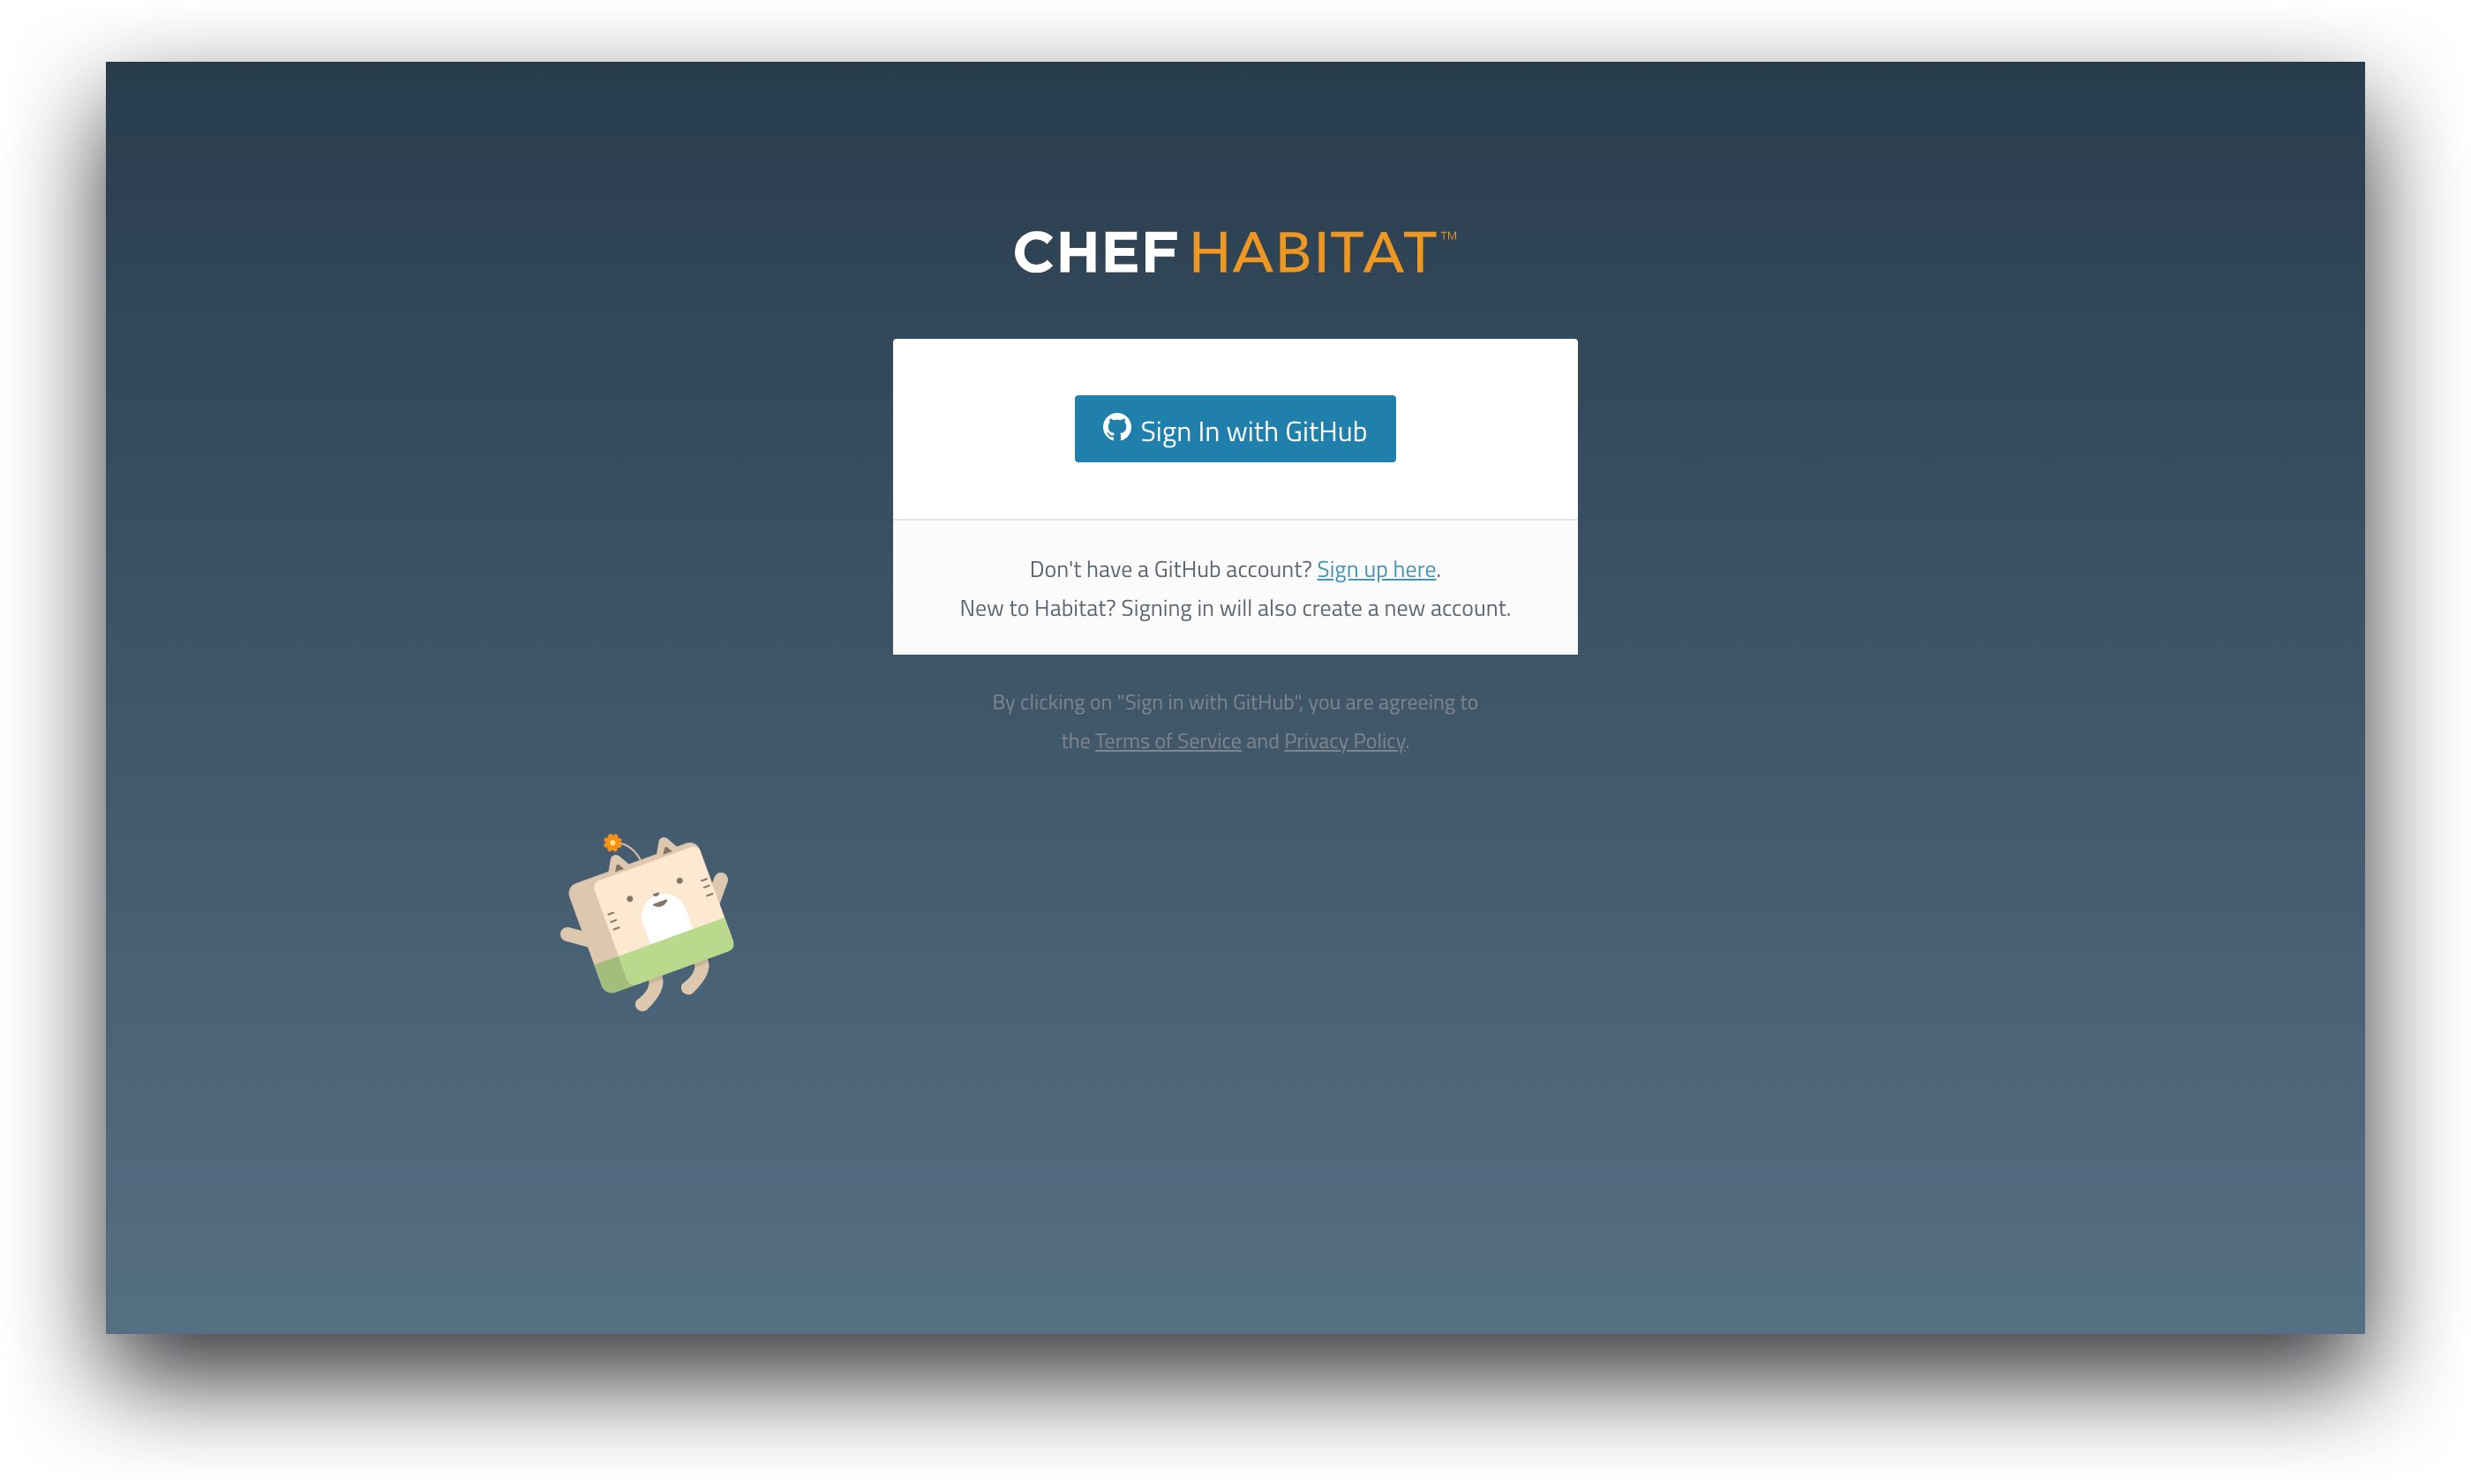 CHEF HABITAT™
Sign In with GitHub
Don't have a GitHub account? Sign up here.
New to Habitat? Signing in will also create a new account.
By clicking on "Sign in with GitHub", you are agreeing to
the Terms of Service and Privacy Policy.